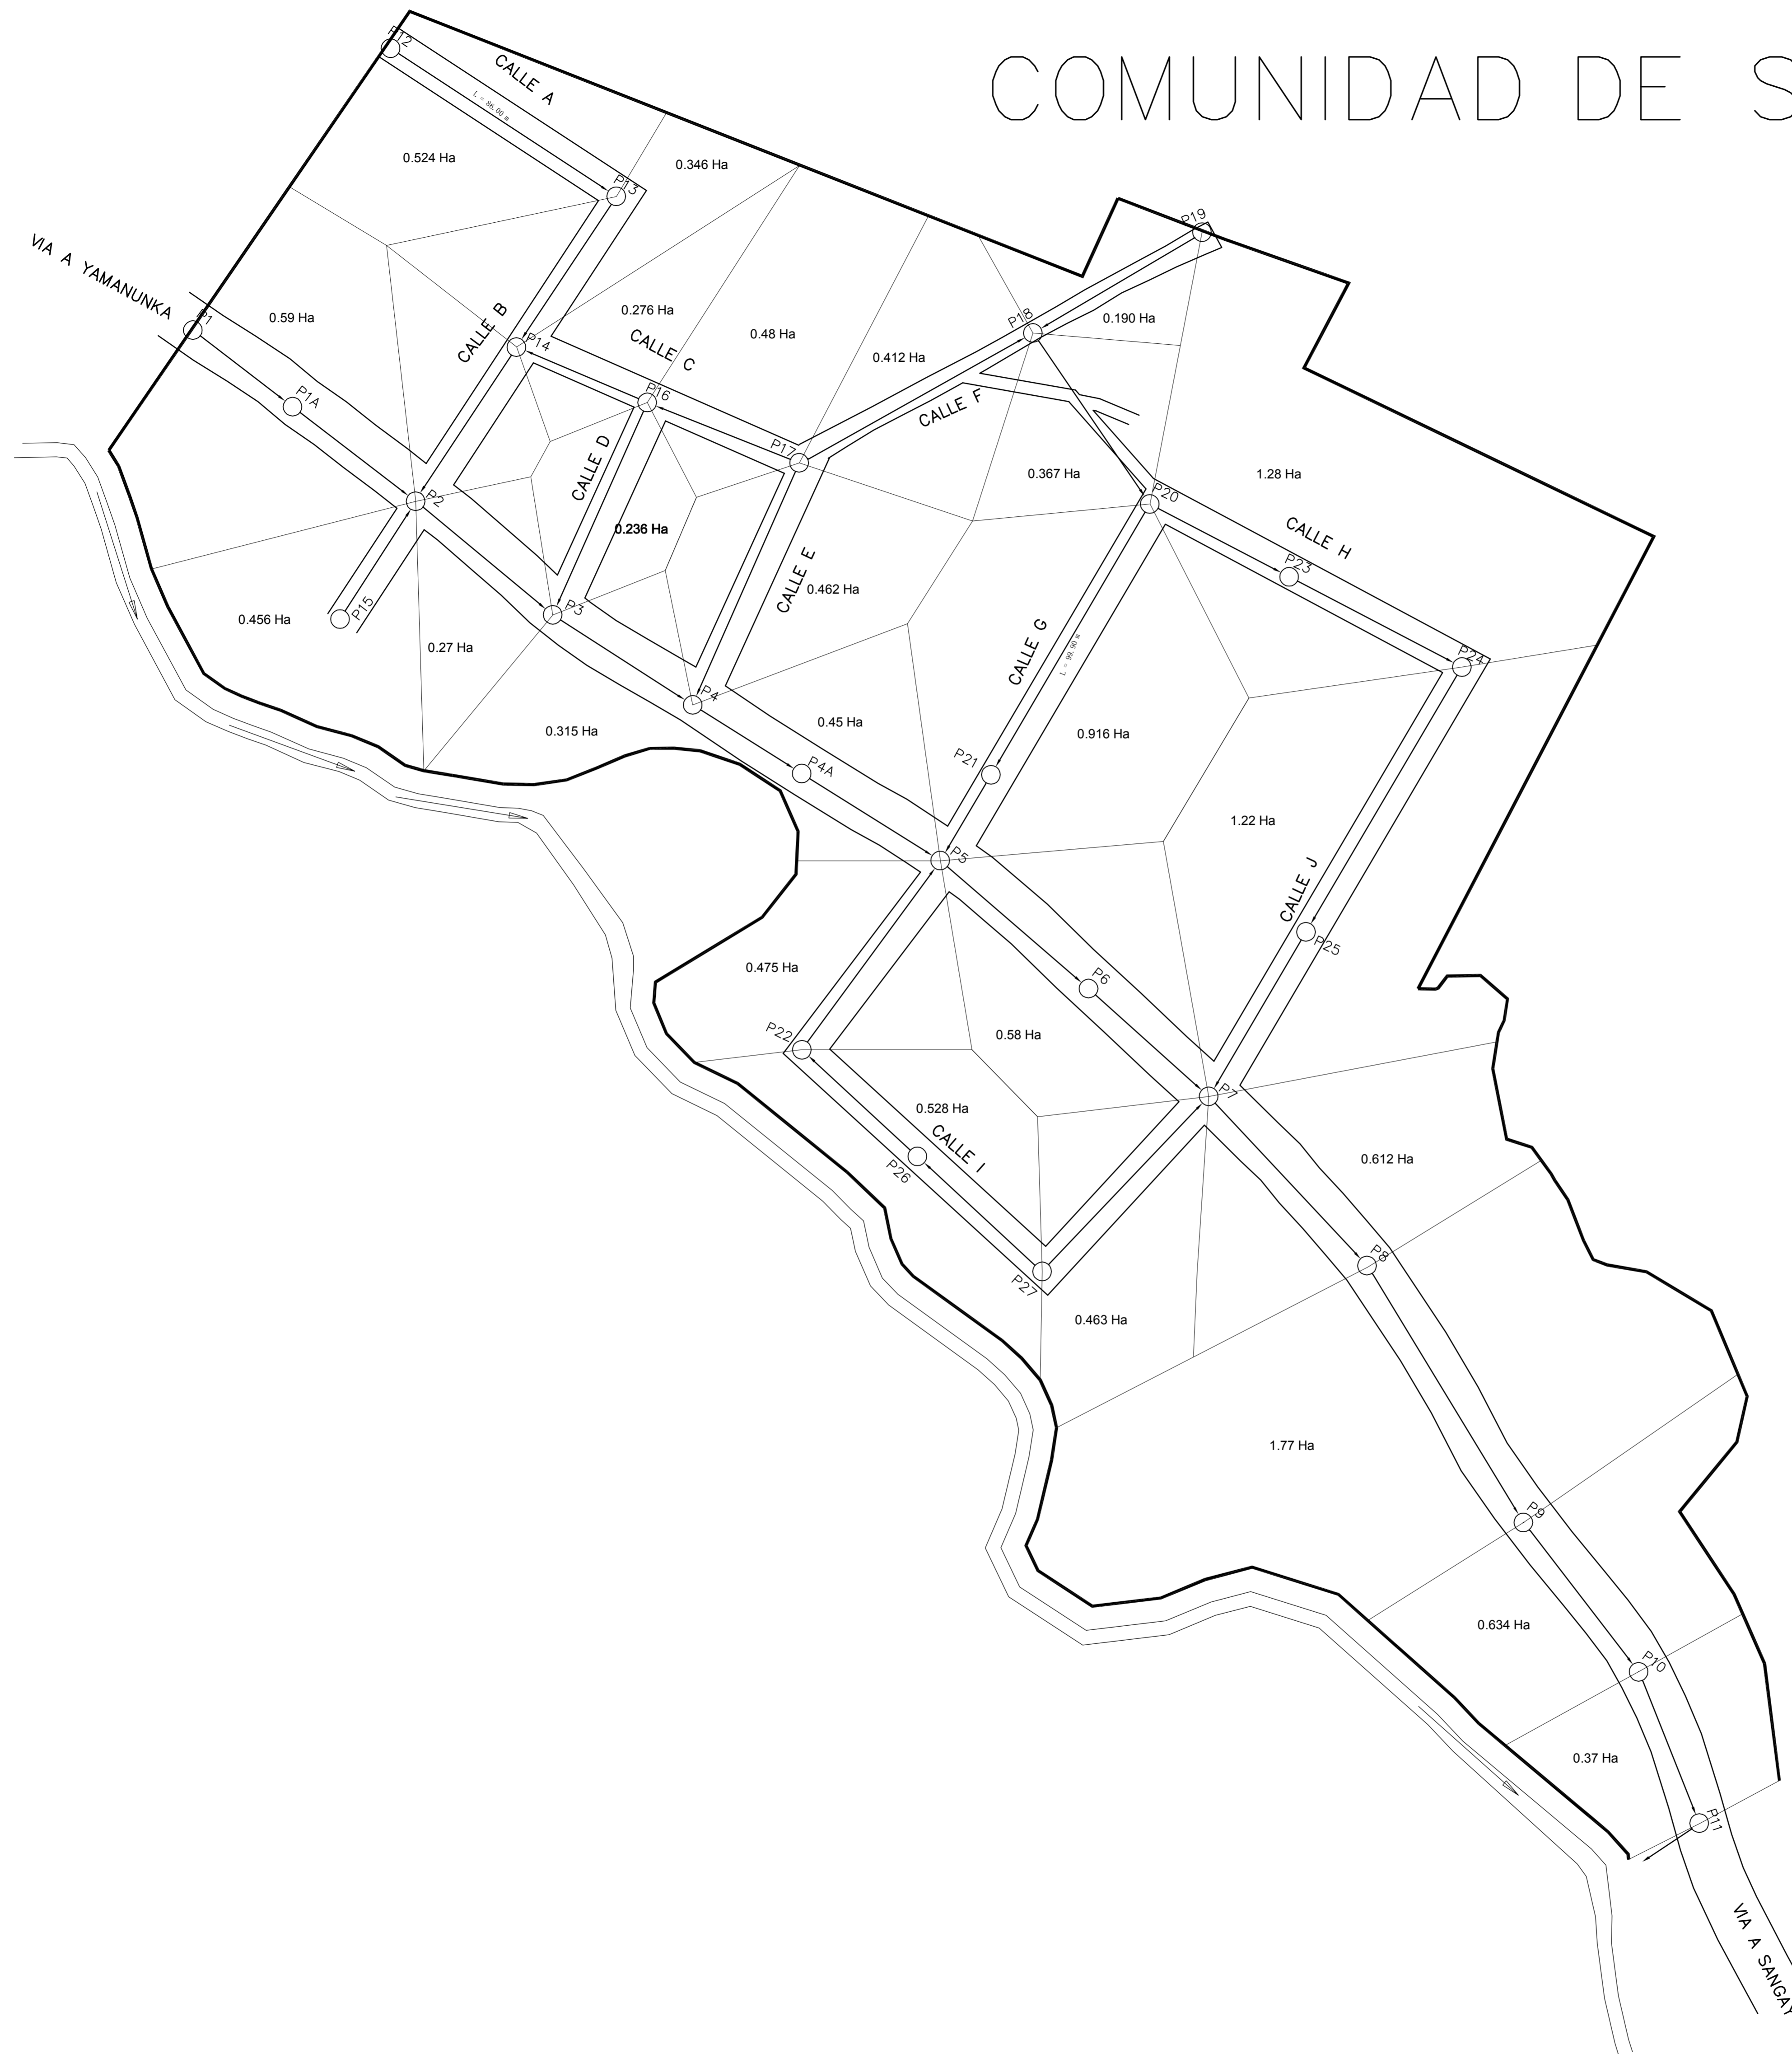 COMUNIDAD DE S
P12
CALLE A
L = 86.00 m
0.524 Ha
0.346 Ha
P13
P19
VIA A YAMANUNKA
P1
0.59 Ha
CALLE B
0.276 Ha
P14
CALLE C
0.48 Ha
P18
0.190 Ha
0.412 Ha
P1A
P16
CALLE F
P17
CALLE D
0.367 Ha
1.28 Ha
P2
P20
0.236 Ha
CALLE H
P23
CALLE E
0.462 Ha
P15
P3
0.456 Ha
0.27 Ha
CALLE G
L = 99.90 m
P24
P4
0.315 Ha
0.45 Ha
0.916 Ha
P4A
P21
1.22 Ha
P5
CALLE J
P25
0.475 Ha
P6
P22
0.58 Ha
P7
0.528 Ha
CALLE I
P26
0.612 Ha
P8
P27
0.463 Ha
1.77 Ha
P9
0.634 Ha
P10
0.37 Ha
P11
VIA A SANGAY